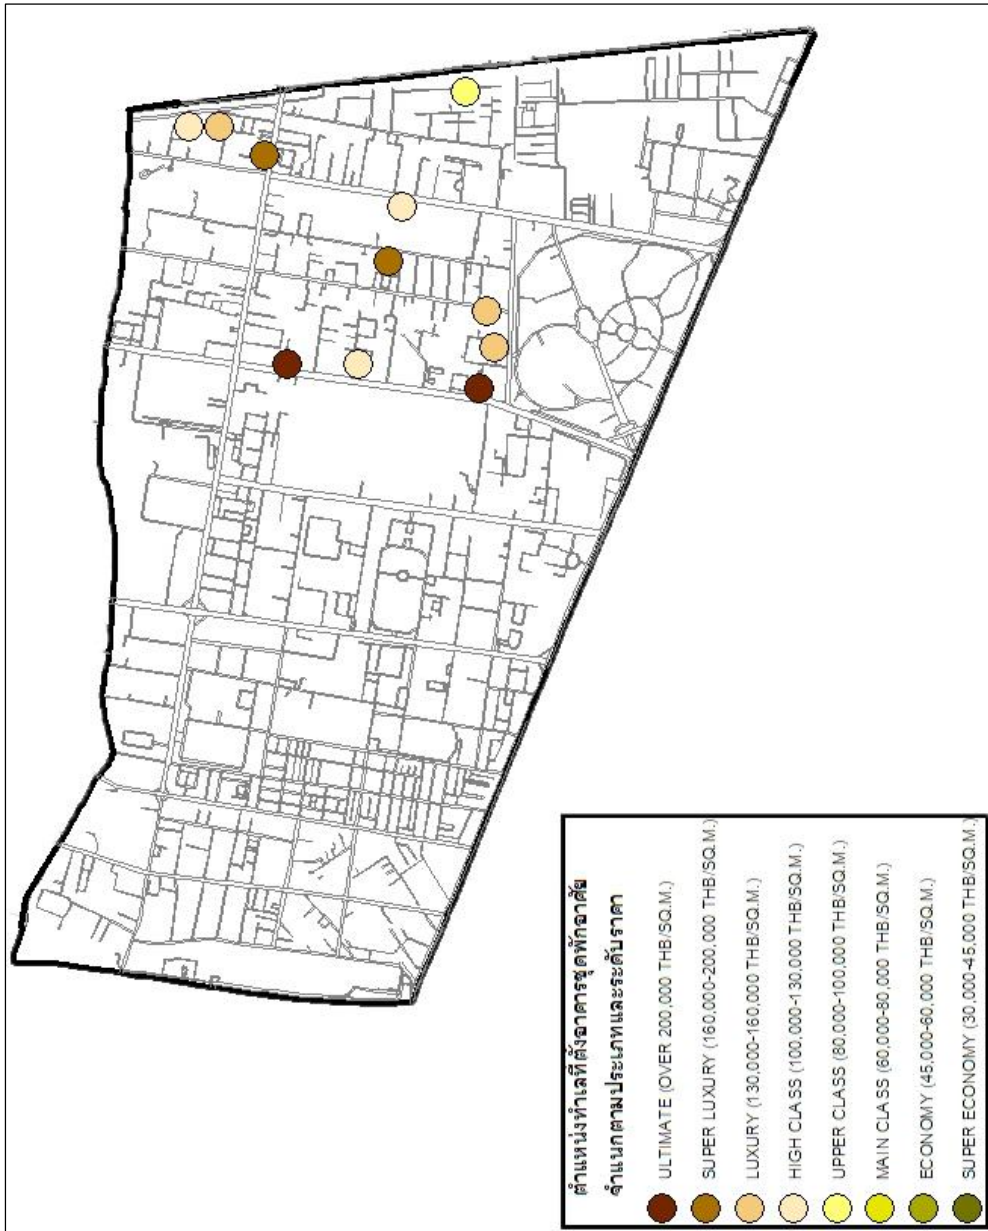 ตำแหน่งทำเลที่ตั้งอาคารชุดพักอาศัย
จำแนกตามประเภทและระดับราคา
ULTIMATE (OVER 200,000 THB/SQ.M.)
SUPER LUXURY (160,000-200,000 THB/SQ.M.)
LUXURY (130,000-160,000 THB/SQ.M.)
HIGH CLASS (100,000-130,000 THB/SQ.M.)
UPPER CLASS (80,000-100,000 THB/SQ.M.)
MAIN CLASS (60,000-80,000 THB/SQ.M.)
ECONOMY (45,000-60,000 THB/SQ.M.)
SUPER ECONOMY (30,000-45,000 THB/SQ.M.)